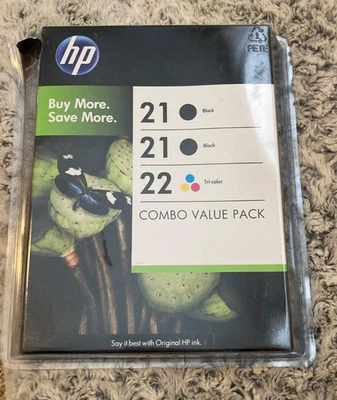 hp
PETE
Buy More.
Save More.
21 Black
21 Black
22 Tri-color
COMBO VALUE PACK
Say it best with Original HP ink.